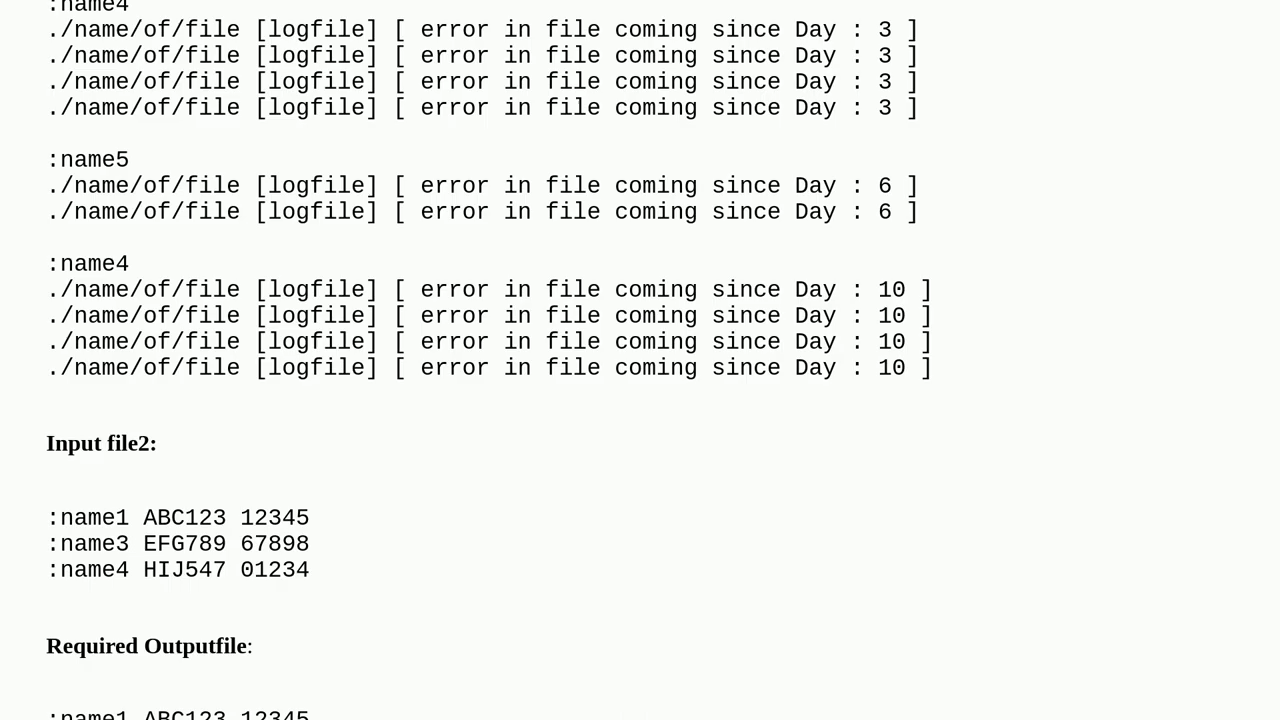 :name4
./name/of/file [logfile] [ error in file coming since Day : 3 ]
./name/of/file [logfile] [ error in file coming since Day : 3 ]
./name/of/file [logfile] [ error in file coming since Day : 3 ]
./name/of/file [logfile] [ error in file coming since Day : 3 ]
:name5
./name/of/file [logfile] [ error in file coming since Day : 6 ]
./name/of/file [logfile] [ error in file coming since Day : 6 ]
:name4
./name/of/file [logfile] [ error in file coming since Day : 10 ]
./name/of/file [logfile] [ error in file coming since Day : 10 ]
./name/of/file [logfile] [ error in file coming since Day : 10 ]
./name/of/file [logfile] [ error in file coming since Day : 10 ]
Input file2:
:name1 ABC123 12345
:name3 EFG789 67898
:name4 HIJ547 01234
Required Outputfile:
:name1 ABC123 12345